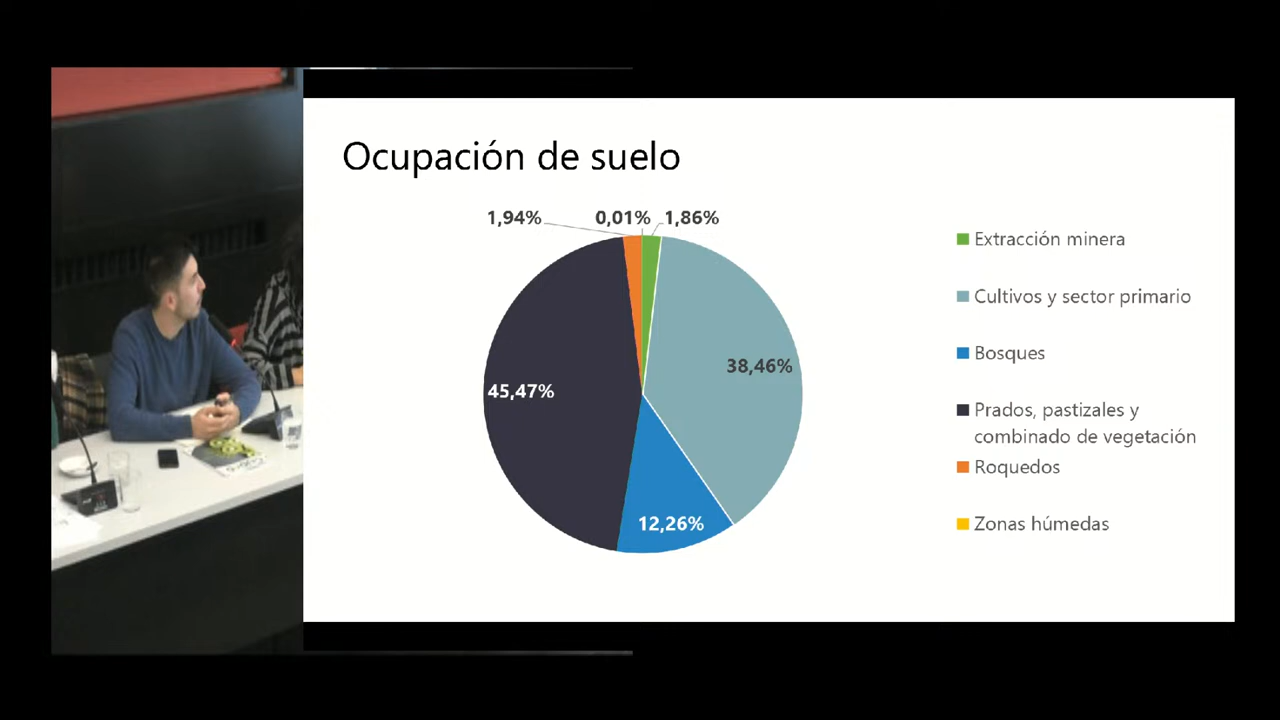 Ocupación de suelo
1,94%
0,01%
1,86%
38,46%
45,47%
12,26%
Extracción minera
Cultivos y sector primario
Bosques
Prados, pastizales y
combinado de vegetación
Roquedos
Zonas húmedas